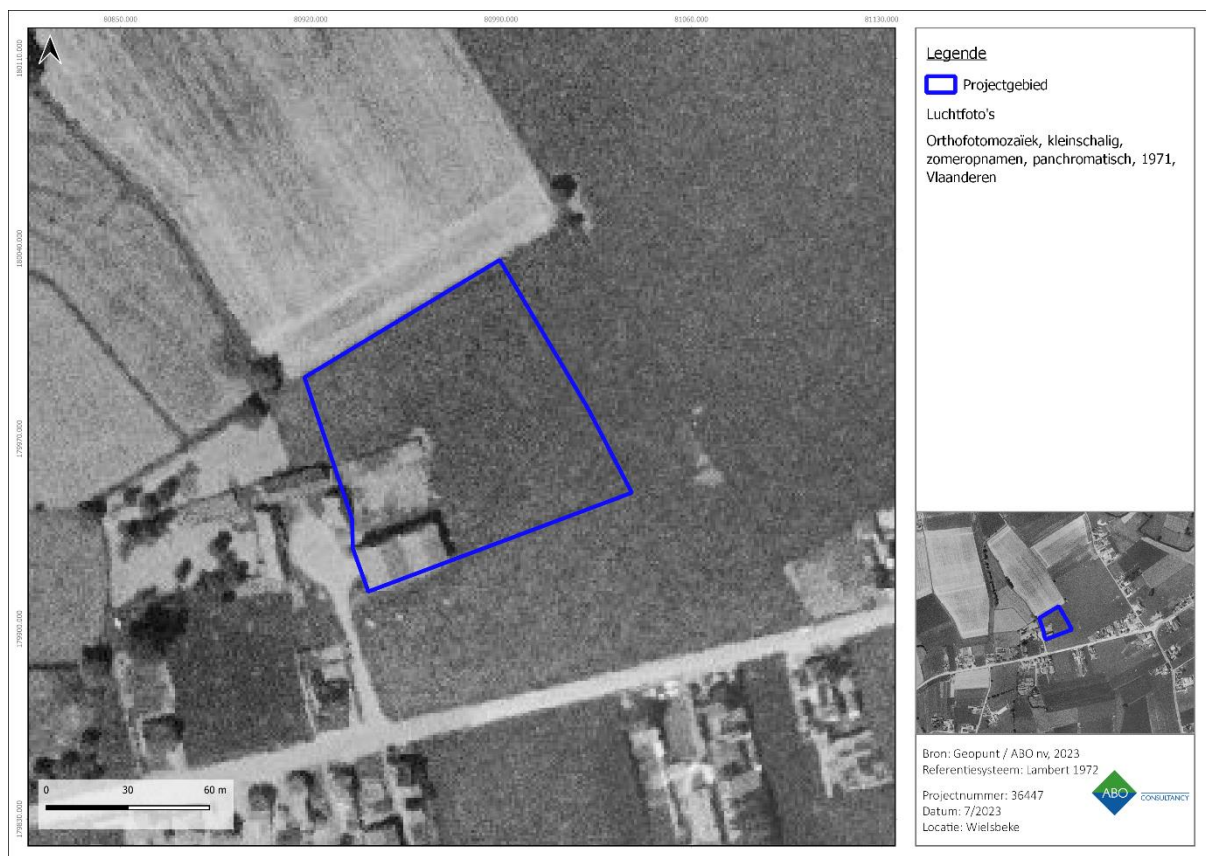 80850.000 80920.000 80990.000 81060.000 81130.000
180110.000
180040.000
179970.000
179900.000
179830.000
0 30 60 m
Legende
Projectgebied
Luchtfoto's
Orthofotomozaïek, kleinschalig,
zomeropnamen, panchromatisch, 1971,
Vlaanderen
Bron: Geopunt / ABO nv, 2023
Referentiesysteem: Lambert 1972
Projectnummer: 36447
Datum: 7/2023
Locatie: Wielsbeke
ABO CONSULTANCY